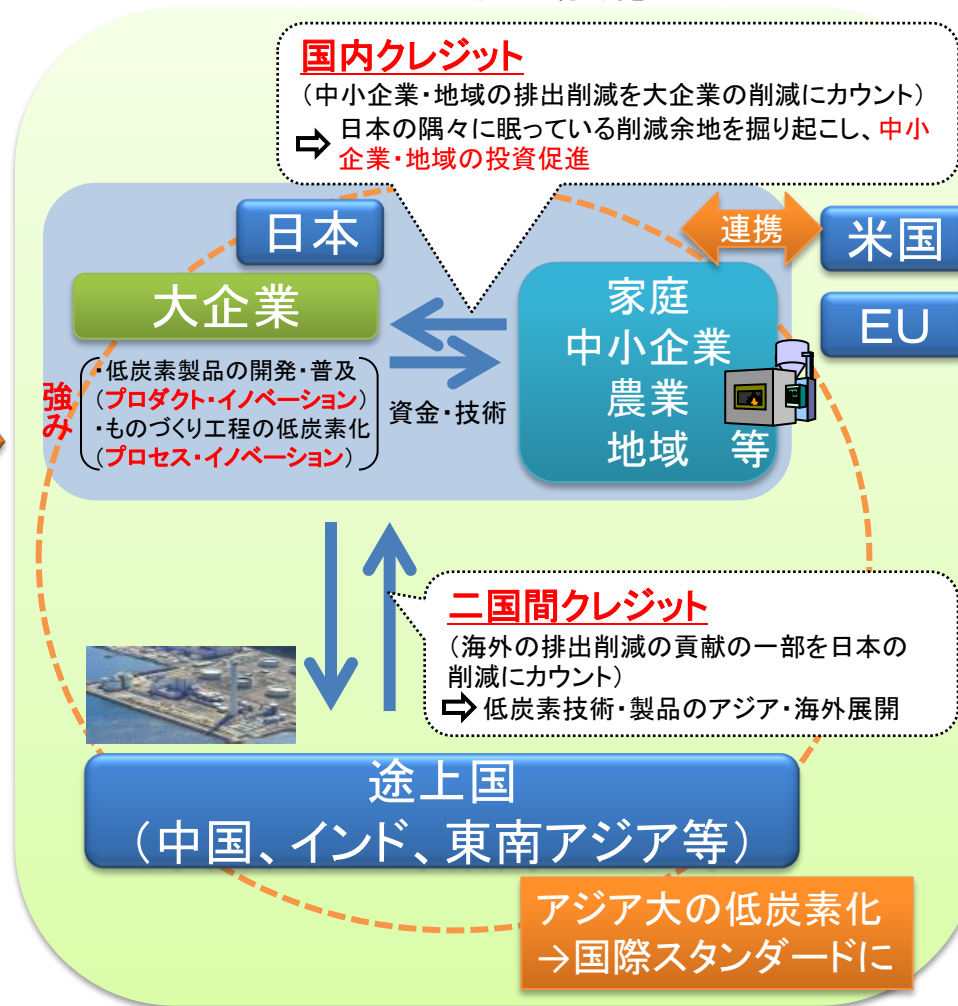 国内クレジット
（中小企業・地域の排出削減を大企業の削減にカウント）
⇨ 日本の隅々に眠っている削減余地を掘り起こし、中小
企業・地域の投資促進
日本
連携
米国
EU
大企業
家庭
中小企業
農業
地域 等
強み
・低炭素製品の開発・普及
（プロダクト・イノベーション）
・ものづくり工程の低炭素化
（プロセス・イノベーション）
資金・技術
二国間クレジット
（海外の排出削減の貢献の一部を日本の
削減にカウント）
⇨ 低炭素技術・製品のアジア・海外展開
途上国
（中国、インド、東南アジア等）
アジア大の低炭素化
→国際スタンダードに